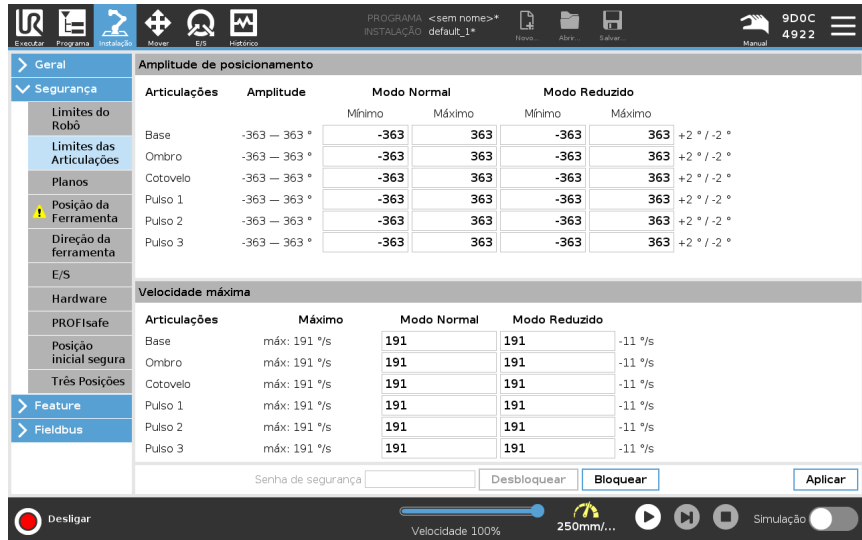 PROGRAMA <sem nome>*
INSTALAÇÃO default_1*
Executar Programa Instalação Mover E/S Histórico Novo... Abrir... Salvar... Manual 9D0C 4922
Geral
Segurança
Limites do Robô
Limites das Articulações
Planos
Posição da Ferramenta
Direção da ferramenta
E/S
Hardware
PROFIsafe
Posição inicial segura
Três Posições
Feature
Fieldbus
Amplitude de posicionamento
Articulações Amplitude Modo Normal Modo Reduzido
Mínimo Máximo Mínimo Máximo
Base -363 — 363 ° -363 363 -363 363 +2 ° / -2 °
Ombro -363 — 363 ° -363 363 -363 363 +2 ° / -2 °
Cotovelo -363 — 363 ° -363 363 -363 363 +2 ° / -2 °
Pulso 1 -363 — 363 ° -363 363 -363 363 +2 ° / -2 °
Pulso 2 -363 — 363 ° -363 363 -363 363 +2 ° / -2 °
Pulso 3 -363 — 363 ° -363 363 -363 363 +2 ° / -2 °
Velocidade máxima
Articulações Máximo Modo Normal Modo Reduzido
Base máx: 191 °/s 191 191 -11 °/s
Ombro máx: 191 °/s 191 191 -11 °/s
Cotovelo máx: 191 °/s 191 191 -11 °/s
Pulso 1 máx: 191 °/s 191 191 -11 °/s
Pulso 2 máx: 191 °/s 191 191 -11 °/s
Pulso 3 máx: 191 °/s 191 191 -11 °/s
Senha de segurança Desbloquear Bloquear Aplicar
Desligar Velocidade 100% 250mm/... Simulação